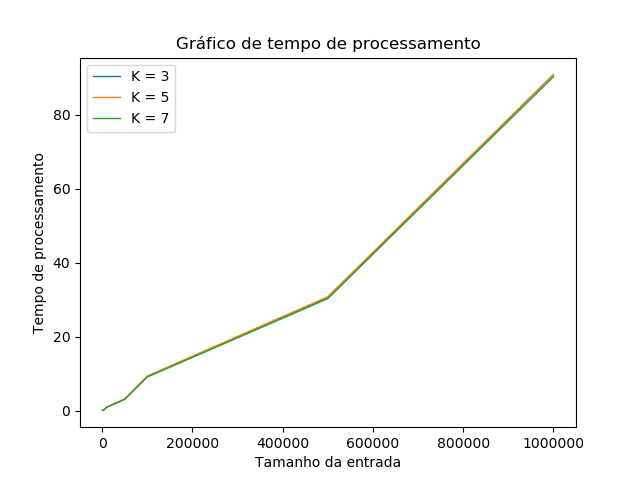 Gráfico de tempo de processamento
K = 3
K = 5
K = 7
80
60
40
20
0
Tempo de processamento
0 200000 400000 600000 800000 1000000
Tamanho da entrada